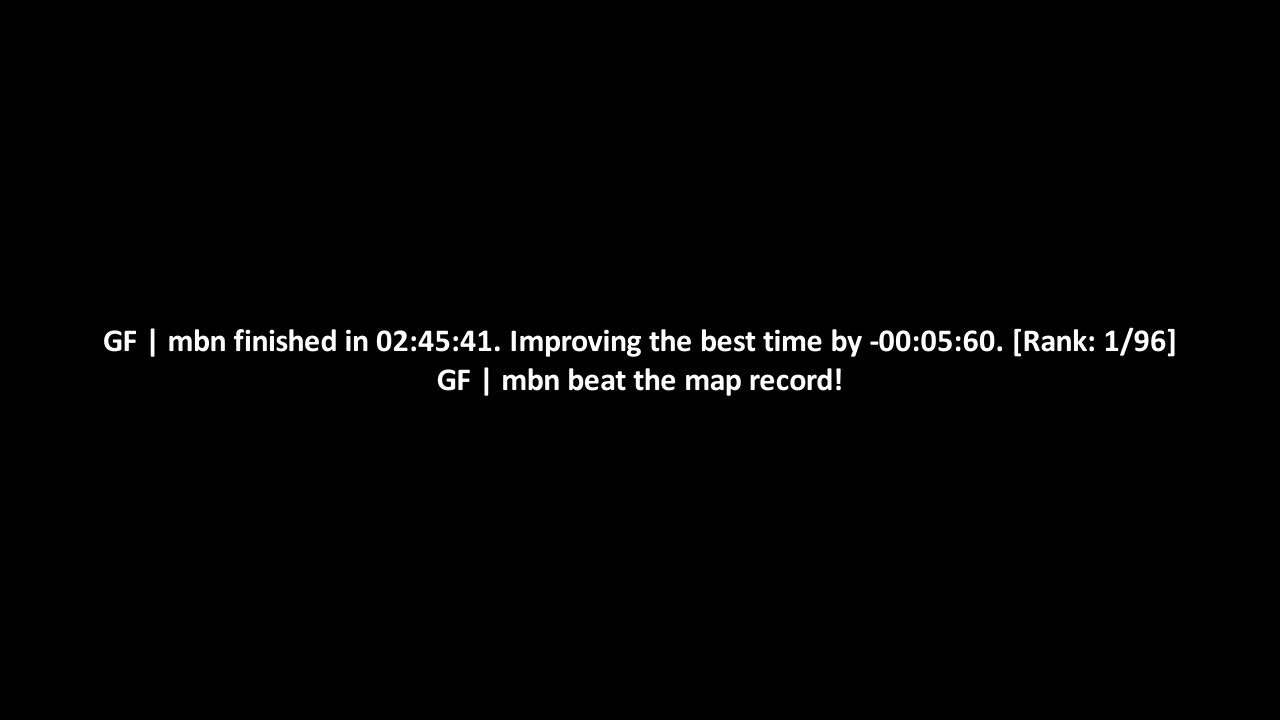 GF | mbn finished in 02:45:41. Improving the best time by -00:05:60. [Rank: 1/96]
GF | mbn beat the map record!